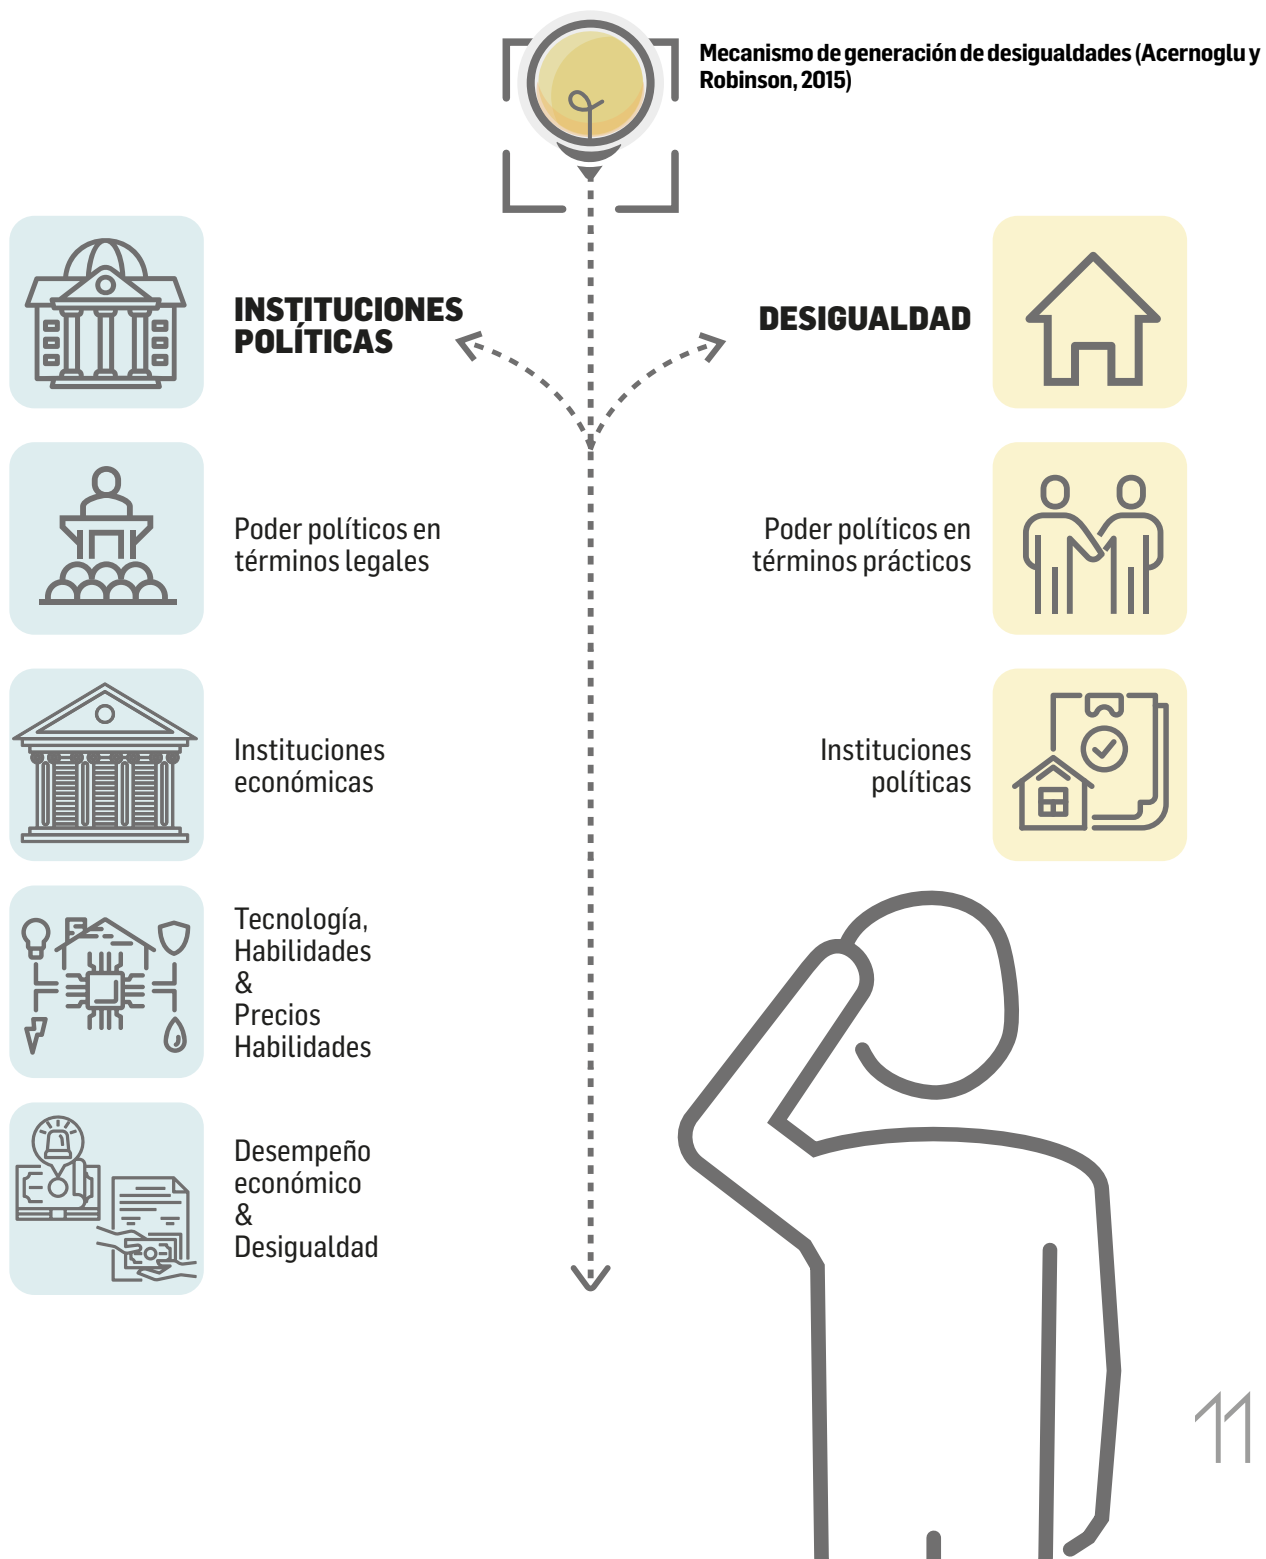 Mecanismo de generación de desigualdades (Acernoglu y
Robinson, 2015)
INSTITUCIONES
POLÍTICAS
Poder políticos en
términos legales
Instituciones
económicas
Tecnología,
Habilidades
&
Precios
Habilidades
Desempeño
económico
&
Desigualdad
DESIGUALDAD
Poder políticos en
términos prácticos
Instituciones
políticas
11